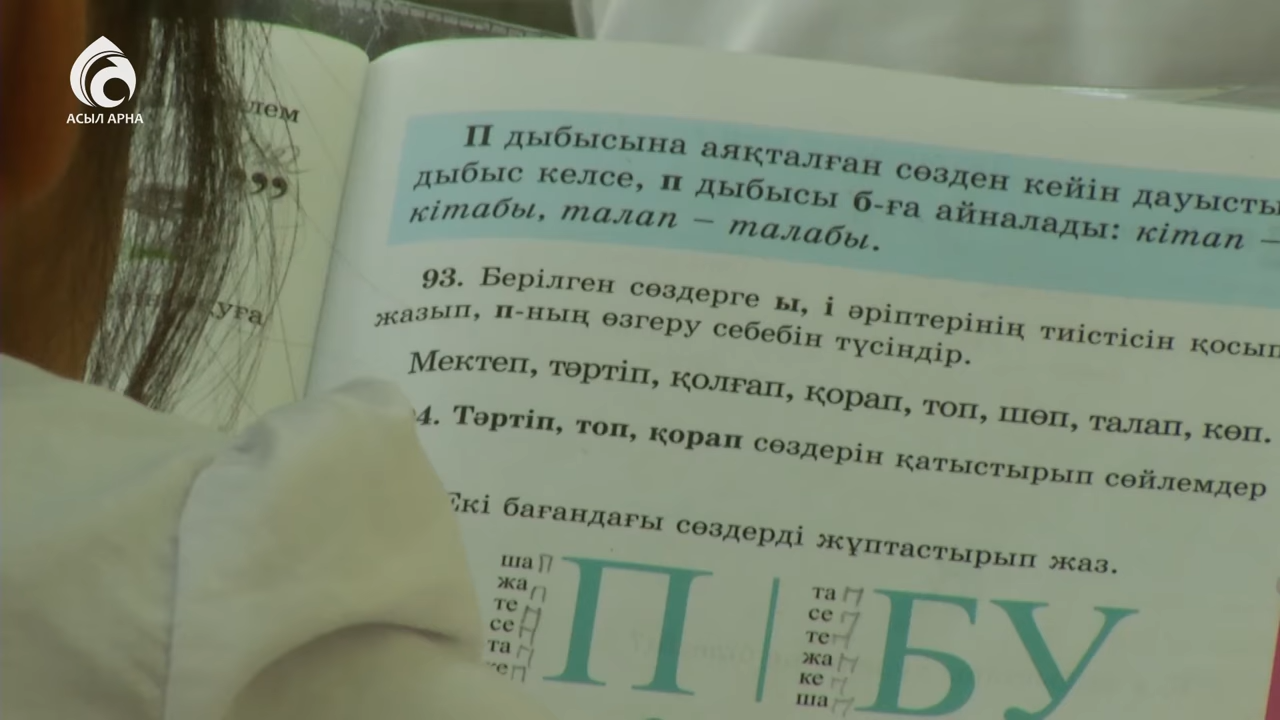 АСЫЛ АРНА
П дыбысына аяқталған сөзден кейін дауысты
дыбыс келсе, п дыбысы б-ға айналады: кітап –
кітабы, талап – талабы.
93. Берілген сөздерге ы, і әріптерінің тиістісін қосып
жазып, п-ның өзгеру себебін түсіндір.
Мектеп, тәртіп, қолғап, қорап, топ, шөп, талап, көп.
4. Тәртіп, топ, қорап сөздерін қатыстырып сөйлемдер
Екі бағандағы сөздерді жұптастырып жаз.
ша п
жа п
те п
се п
та п
ке п
П
та п
се п
те п
жа п
ке п
ша п
БУ